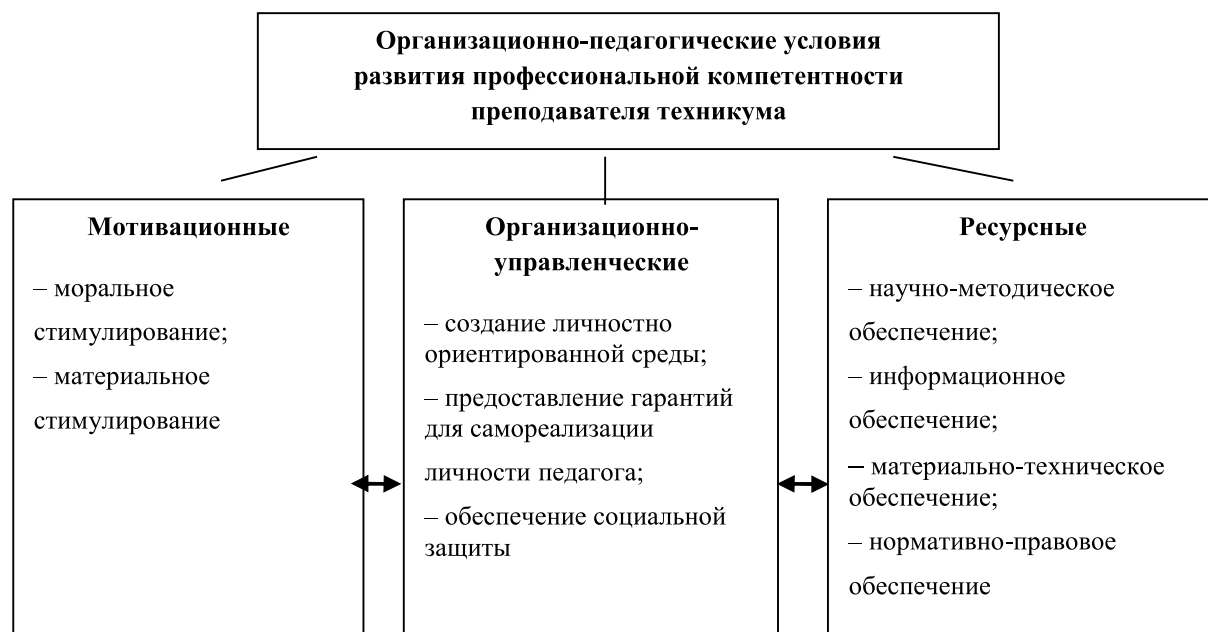 Организационно-педагогические условия
развития профессиональной компетентности
преподавателя техникума
Мотивационные
– моральное
стимулирование;
– материальное
стимулирование
Организационно-
управленческие
– создание личностно
ориентированной среды;
– предоставление гарантий
для самореализации
личности педагога;
– обеспечение социальной
защиты
Ресурсные
– научно-методическое
обеспечение;
– информационное
обеспечение;
– материально-техническое
обеспечение;
– нормативно-правовое
обеспечение